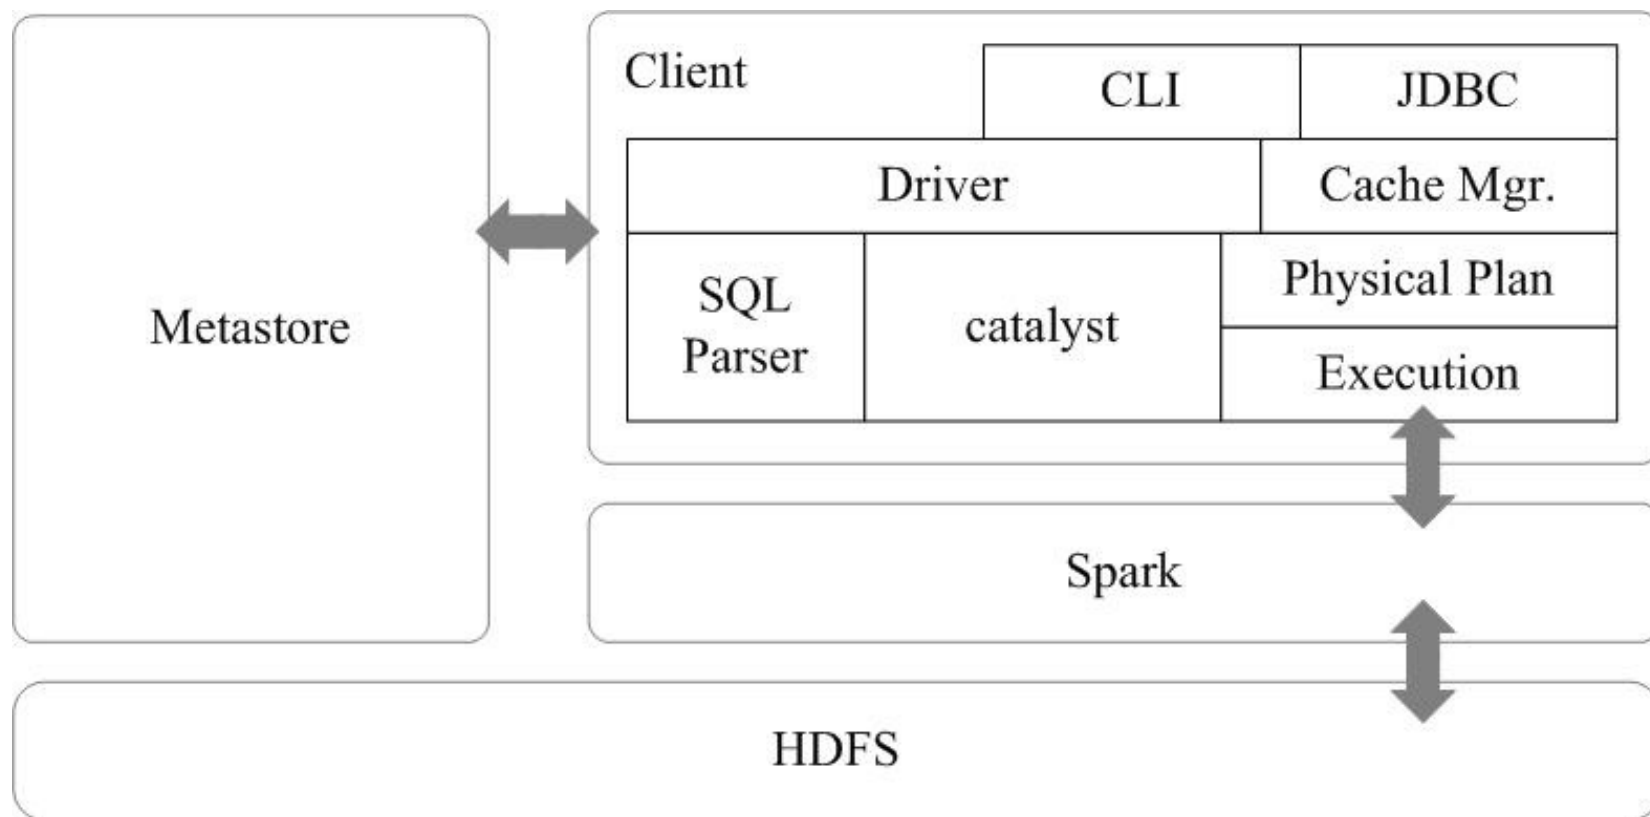 Client
CLI
JDBC
Driver
Cache Mgr.
Metastore
SQL
Parser
catalyst
Physical Plan
Execution
Spark
HDFS